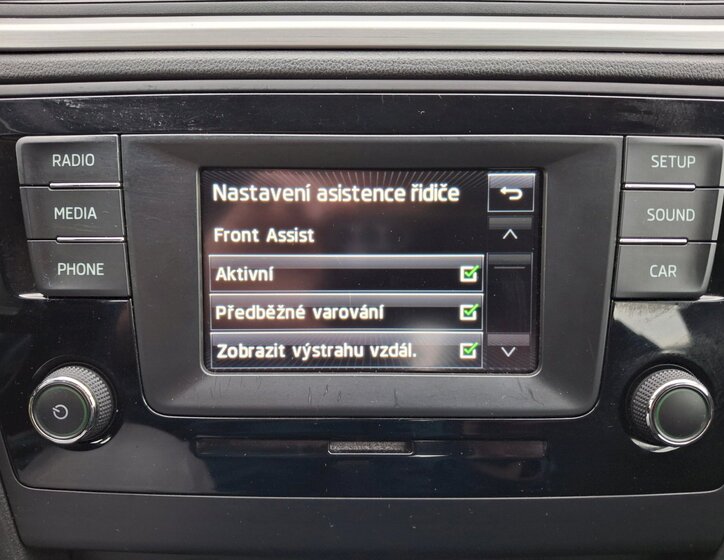 RADIO
MEDIA
PHONE
Nastavení asistence řidiče
Front Assist
Aktivní
Předběžné varování
Zobrazit výstrahu vzdál.
SETUP
SOUND
CAR